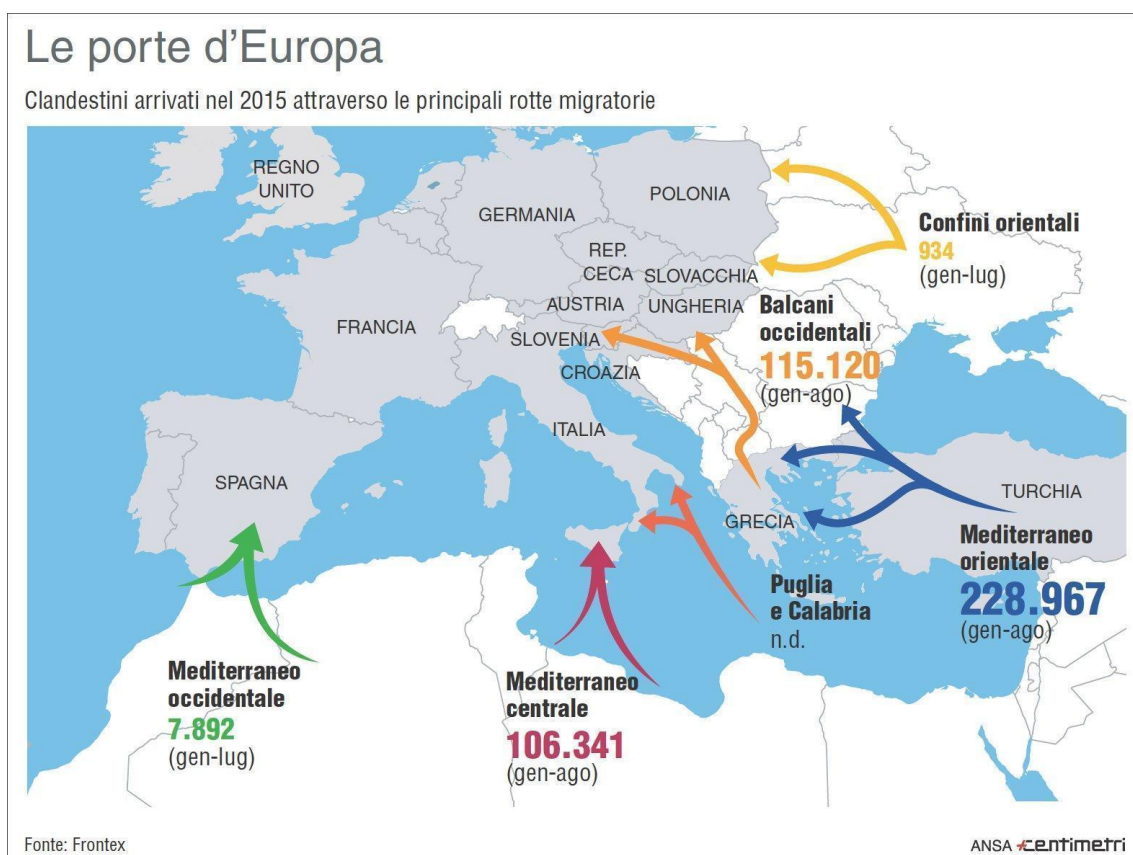 Le porte d'Europa
Clandestini arrivati nel 2015 attraverso le principali rotte migratorie
REGNO
UNITO
POLONIA
GERMANIA
Confini orientali
934
(gen-lug)
REP.
CECA
SLOVACCHIA
AUSTRIA
UNGHERIA
Balcani
occidentali
115.120
(gen-ago)
FRANCIA
SLOVENIA
CROAZIA
ITALIA
SPAGNA
TURCHIA
GRECIA
Mediterraneo
orientale
228.967
(gen-ago)
Puglia
e Calabria
n.d.
Mediterraneo
occidentale
7.892
(gen-lug)
Mediterraneo
centrale
106.341
(gen-ago)
Fonte: Frontex
ANSA centimetri